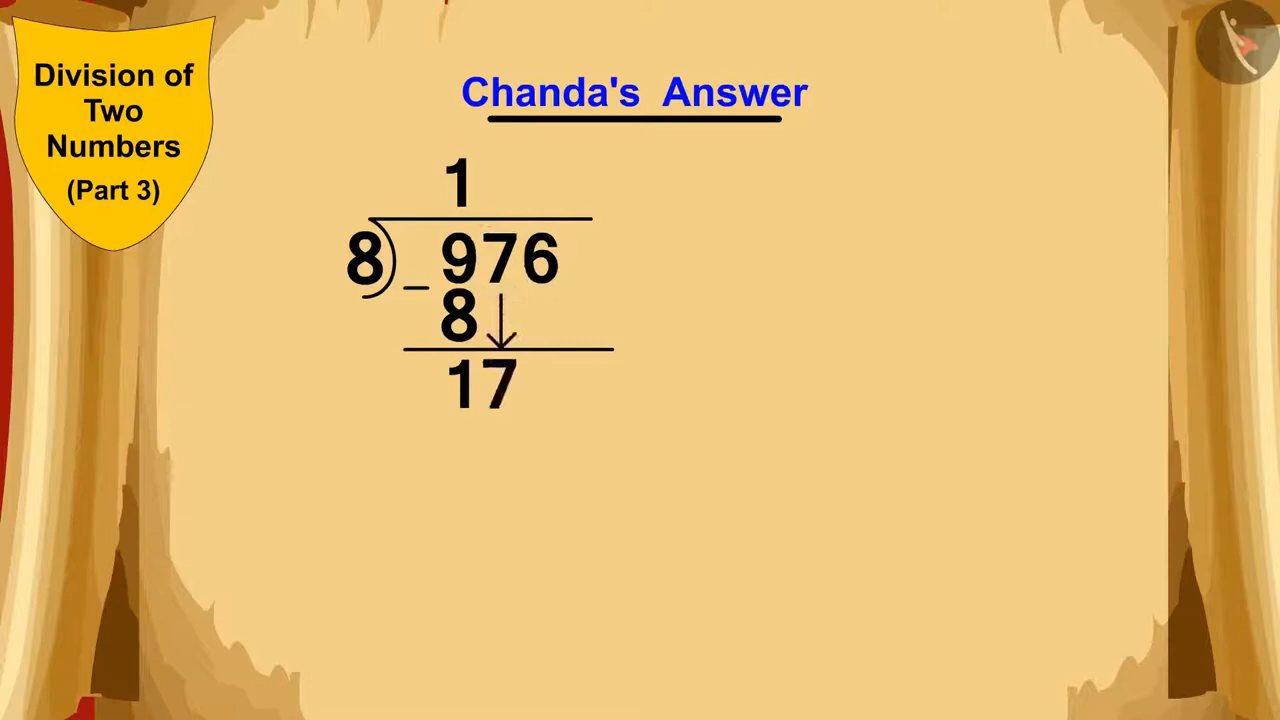 Division of
Two
Numbers
(Part 3)
Chanda's Answer
1
8) 976
– 8
17